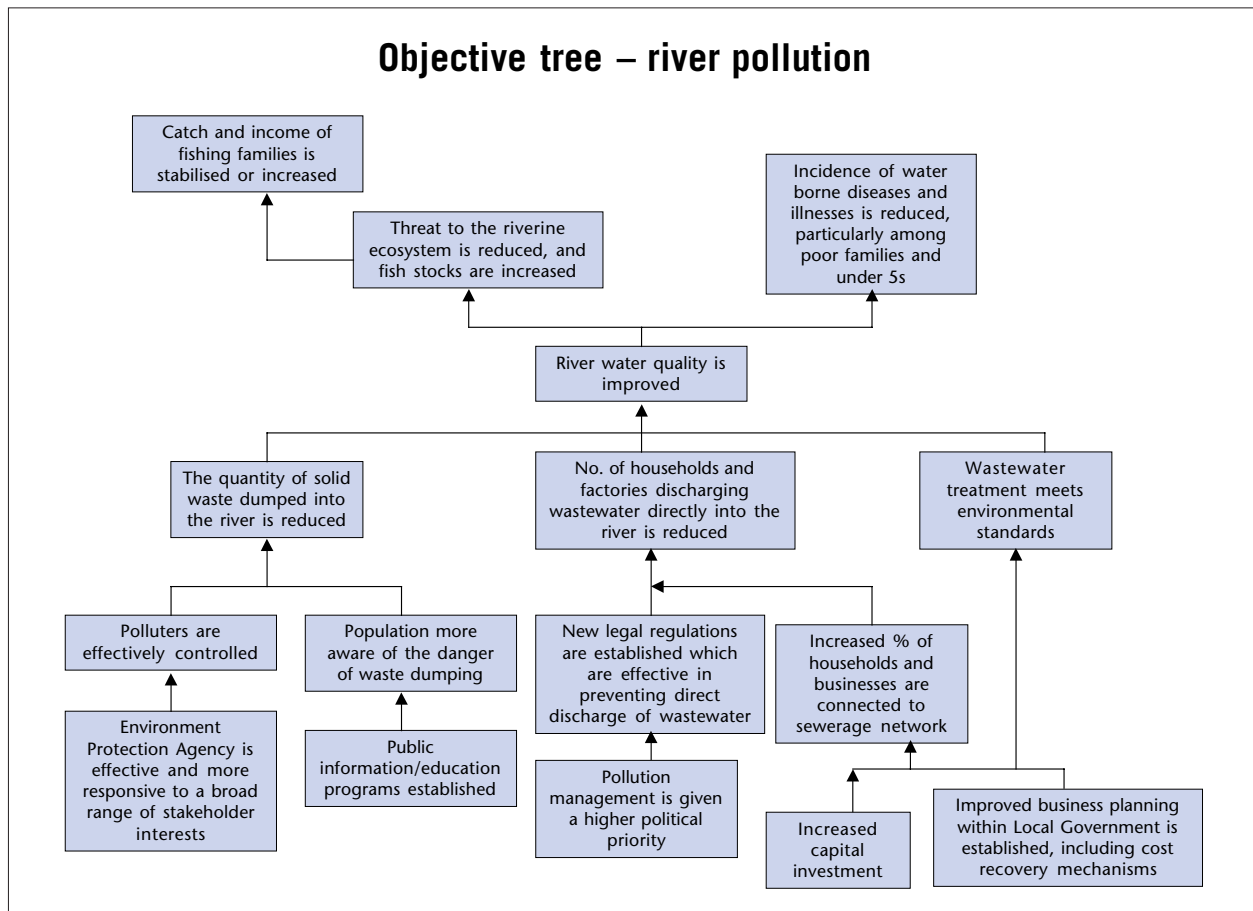 Objective tree – river pollution
Catch and income of
fishing families is
stabilised or increased
Incidence of water
borne diseases and
illnesses is reduced,
particularly among
poor families and
under 5s
Threat to the riverine
ecosystem is reduced, and
fish stocks are increased
River water quality is
improved
The quantity of solid
waste dumped into
the river is reduced
No. of households and
factories discharging
wastewater directly into the
river is reduced
Wastewater
treatment meets
environmental
standards
Polluters are
effectively controlled
Population more
aware of the danger
of waste dumping
New legal regulations
are established which
are effective in
preventing direct
discharge of wastewater
Increased % of
households and
businesses are
connected to
sewerage network
Environment
Protection Agency is
effective and more
responsive to a broad
range of stakeholder
interests
Public
information/education
programs established
Pollution
management is given
a higher political
priority
Increased
capital
investment
Improved business planning
within Local Government is
established, including cost
recovery mechanisms